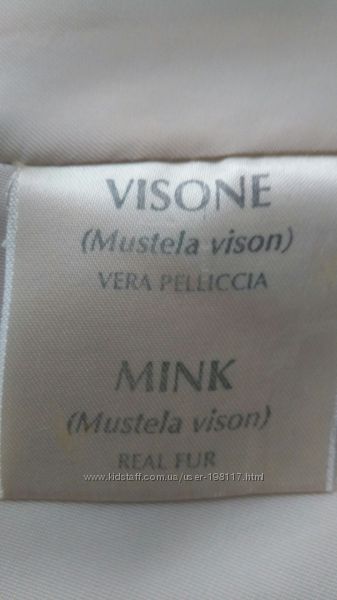 VISONE
(Mustela vison)
VERA PELLICCIA
MINK
(Mustela vison)
REAL FUR
www.kidstaff.com.ua/user-198117.html